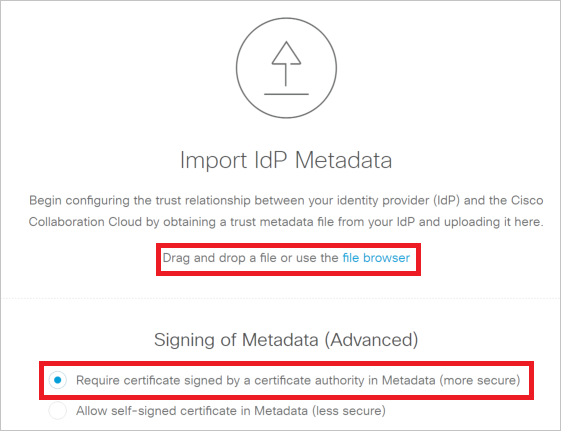 Import IdP Metadata
Begin configuring the trust relationship between your identity provider (IdP) and the Cisco
Collaboration Cloud by obtaining a trust metadata file from your IdP and uploading it here.
Drag and drop a file or use the file browser
Signing of Metadata (Advanced)
Require certificate signed by a certificate authority in Metadata (more secure)
Allow self-signed certificate in Metadata (less secure)